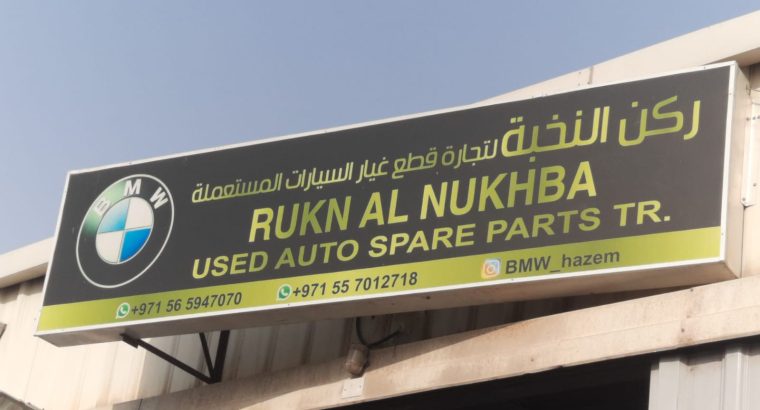 ركن النخبة لتجارة قطع غيار السيارات المستعملة
BMW
RUKN AL NUKHBA
USED AUTO SPARE PARTS TR.
+971 56 5947070 +971 55 7012718 BMW_hazem